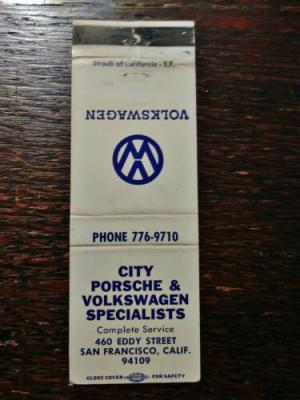 Straub of California - S.F.
VOLKSWAGEN
PHONE 776-9710
CITY
PORSCHE &
VOLKSWAGEN
SPECIALISTS
Complete Service
460 EDDY STREET
SAN FRANCISCO, CALIF.
94109
CLOSE COVER FOR SAFETY